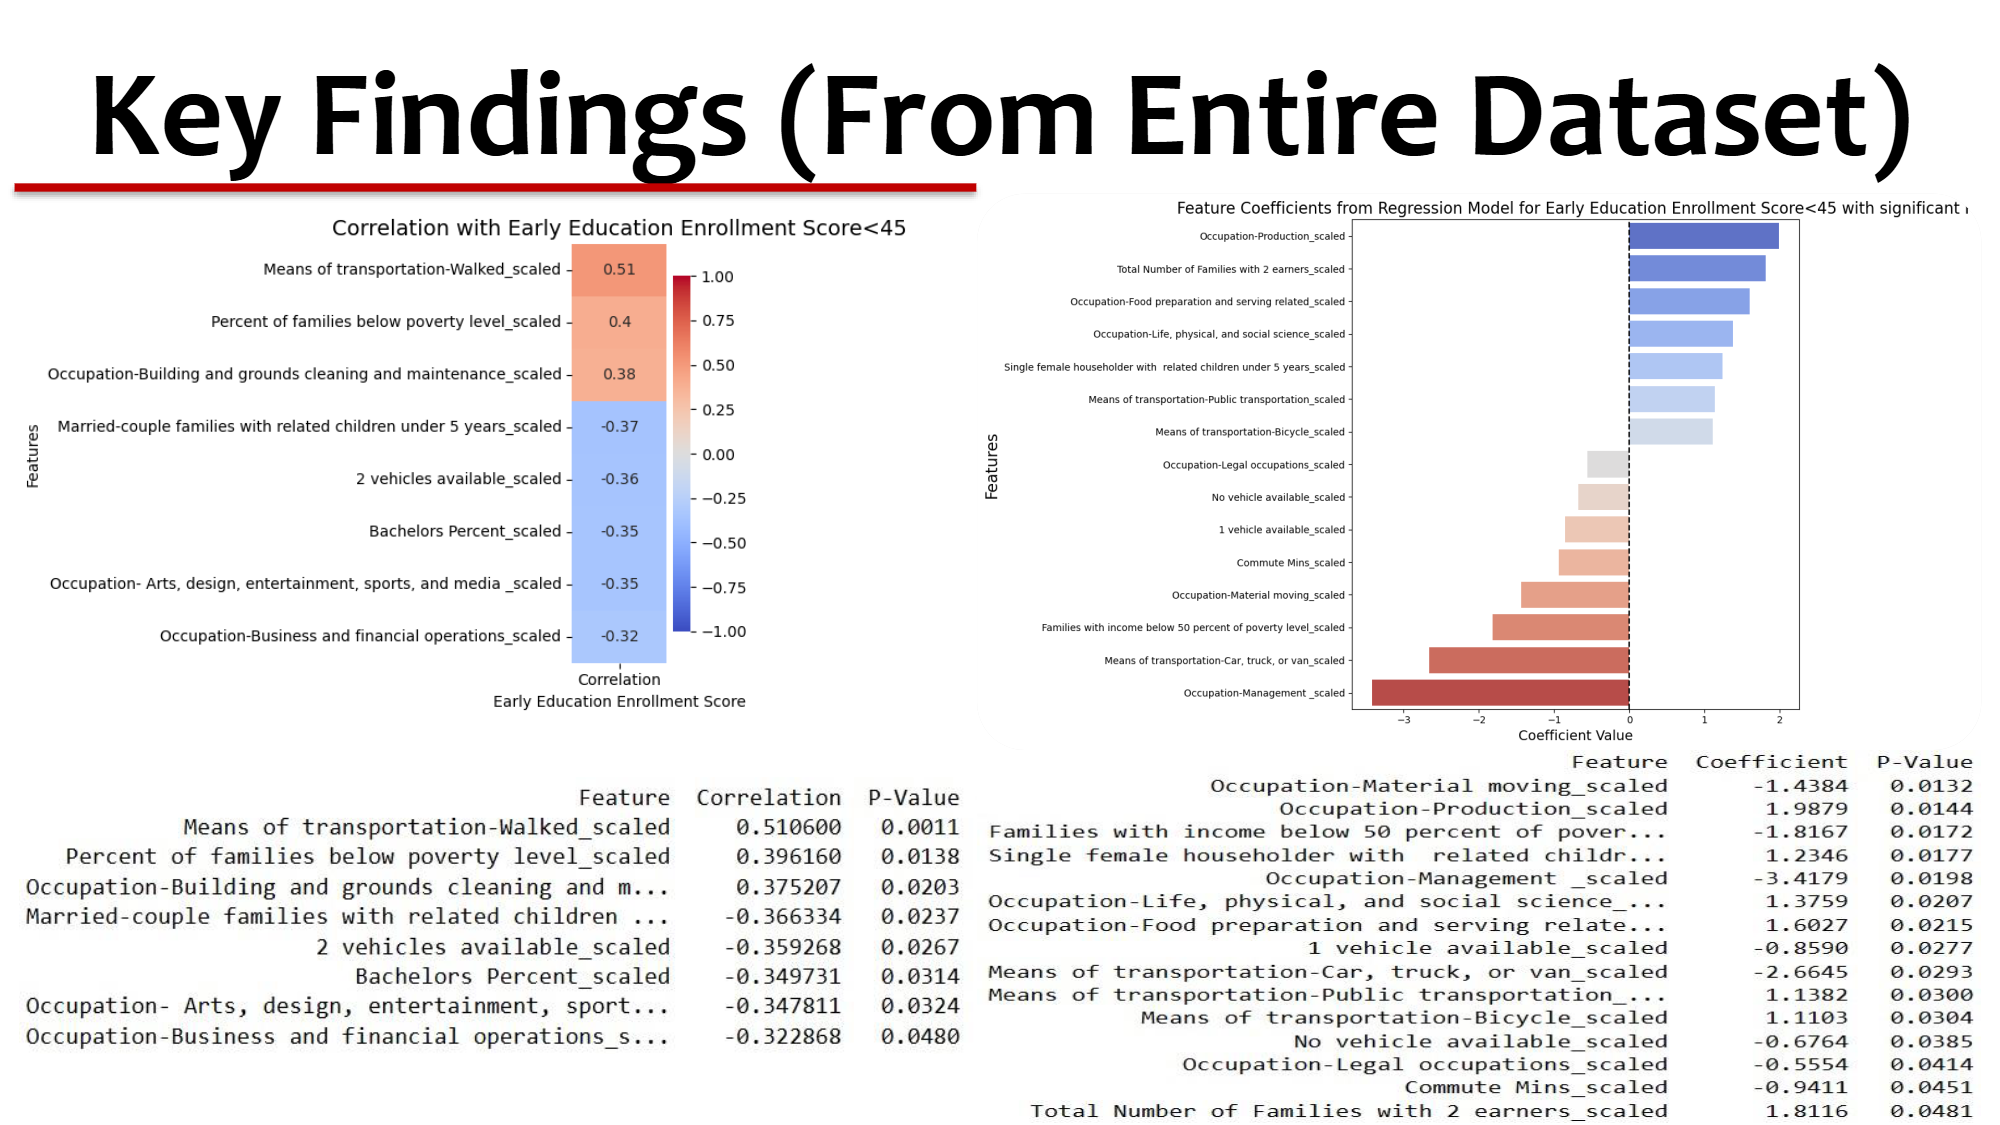 Key Findings (From Entire Dataset)
Correlation with Early Education Enrollment Score<45
Features
Means of transportation-Walked_scaled
Percent of families below poverty level_scaled
Occupation-Building and grounds cleaning and maintenance_scaled
Married-couple families with related children under 5 years_scaled
2 vehicles available_scaled
Bachelors Percent_scaled
Occupation- Arts, design, entertainment, sports, and media _scaled
Occupation-Business and financial operations_scaled
0.51
0.4
0.38
-0.37
-0.36
-0.35
-0.35
-0.32
1.00
0.75
0.50
0.25
0.00
−0.25
−0.50
−0.75
−1.00
Correlation
Early Education Enrollment Score
Feature Correlation P-Value
Means of transportation-Walked_scaled 0.510600 0.0011
Percent of families below poverty level_scaled 0.396160 0.0138
Occupation-Building and grounds cleaning and m... 0.375207 0.0203
Married-couple families with related children ... -0.366334 0.0237
2 vehicles available_scaled -0.359268 0.0267
Bachelors Percent_scaled -0.349731 0.0314
Occupation- Arts, design, entertainment, sport... -0.347811 0.0324
Occupation-Business and financial operations_s... -0.322868 0.0480
Feature Coefficients from Regression Model for Early Education Enrollment Score<45 with significant
Features
Occupation-Production_scaled
Total Number of Families with 2 earners_scaled
Occupation-Food preparation and serving related_scaled
Occupation-Life, physical, and social science_scaled
Single female householder with  related children under 5 years_scaled
Means of transportation-Public transportation_scaled
Means of transportation-Bicycle_scaled
Occupation-Legal occupations_scaled
No vehicle available_scaled
1 vehicle available_scaled
Commute Mins_scaled
Occupation-Material moving_scaled
Families with income below 50 percent of poverty level_scaled
Means of transportation-Car, truck, or van_scaled
Occupation-Management _scaled
−3 −2 −1 0 1 2
Coefficient Value
Feature Coefficient P-Value
Occupation-Material moving_scaled -1.4384 0.0132
Occupation-Production_scaled 1.9879 0.0144
Families with income below 50 percent of pover... -1.8167 0.0172
Single female householder with  related childr... 1.2346 0.0177
Occupation-Management _scaled -3.4179 0.0198
Occupation-Life, physical, and social science_... 1.3759 0.0207
Occupation-Food preparation and serving relate... 1.6027 0.0215
1 vehicle available_scaled -0.8590 0.0277
Means of transportation-Car, truck, or van_scaled -2.6645 0.0293
Means of transportation-Public transportation_... 1.1382 0.0300
Means of transportation-Bicycle_scaled 1.1103 0.0304
No vehicle available_scaled -0.6764 0.0385
Occupation-Legal occupations_scaled -0.5554 0.0414
Commute Mins_scaled -0.9411 0.0451
Total Number of Families with 2 earners_scaled 1.8116 0.0481